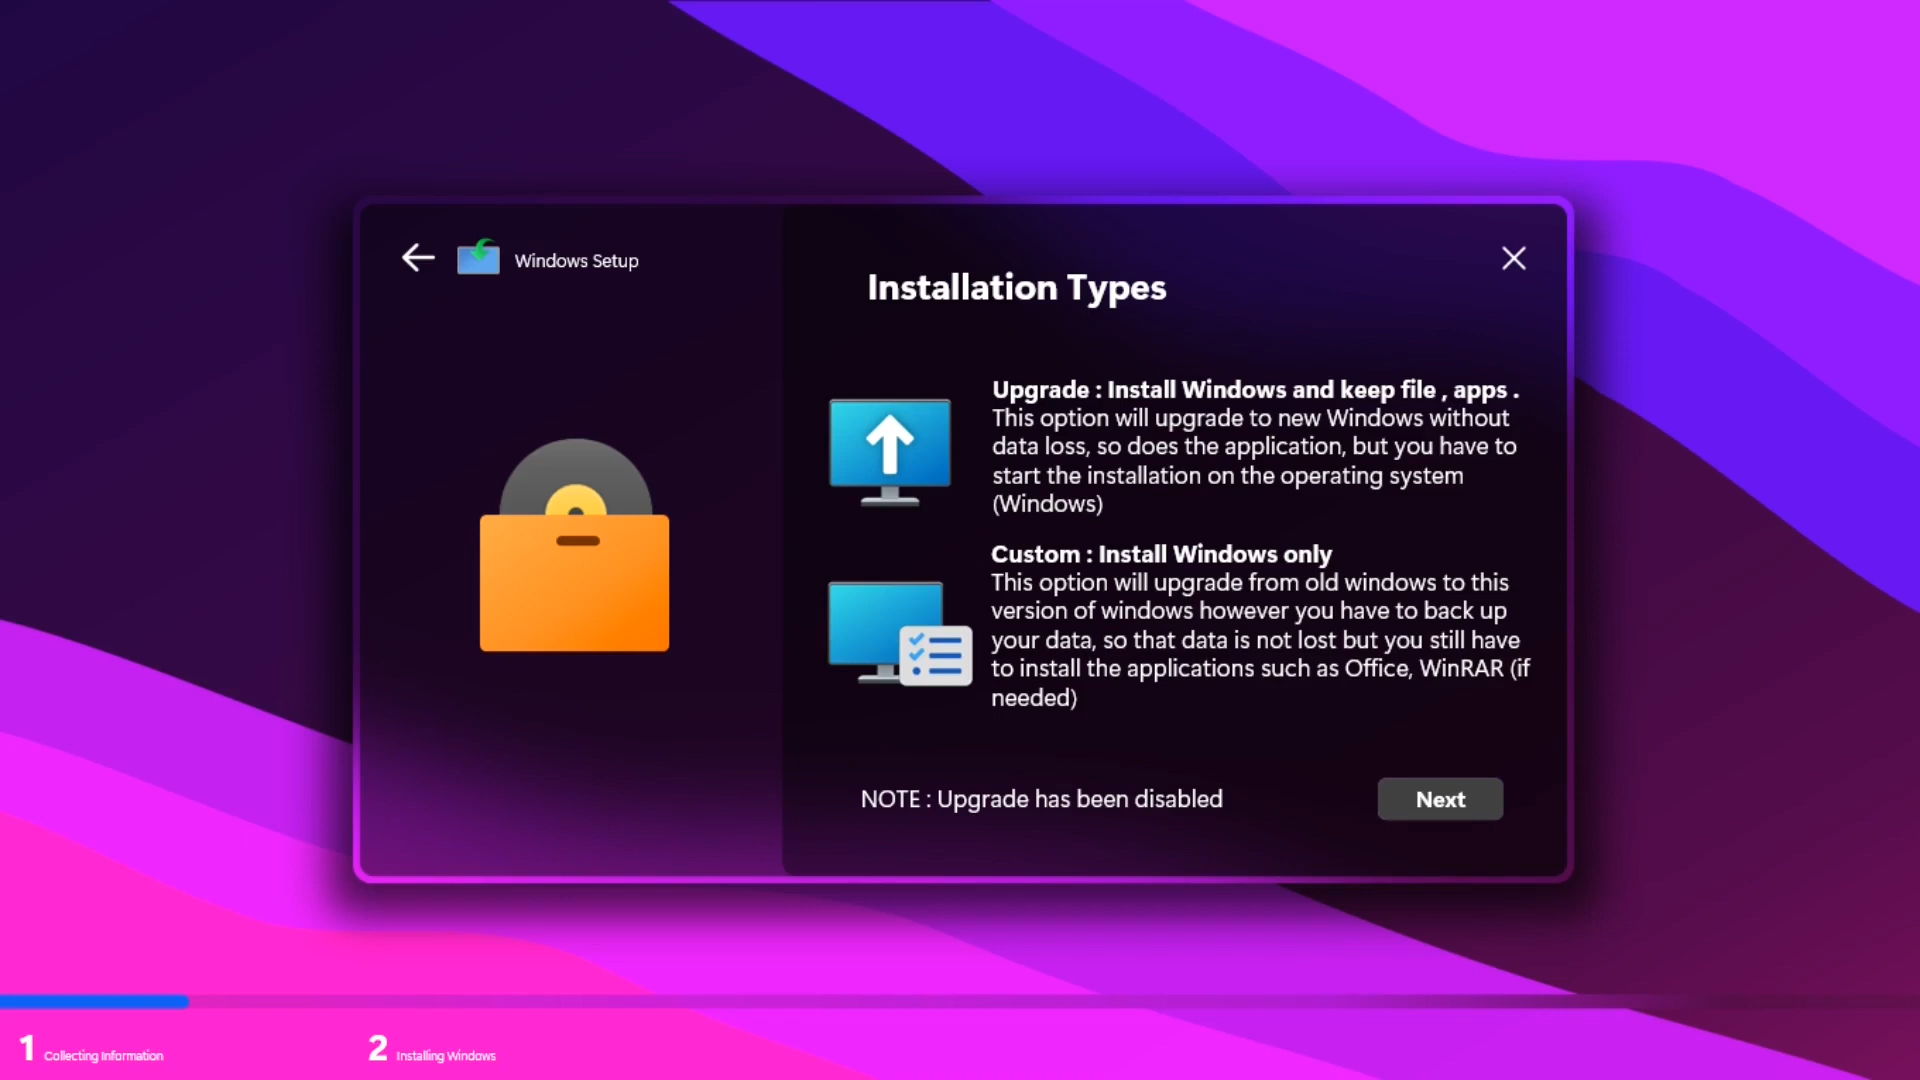 Windows Setup
Installation Types
Upgrade : Install Windows and keep file , apps .
This option will upgrade to new Windows without
data loss, so does the application, but you have to
start the installation on the operating system
(Windows)
Custom : Install Windows only
This option will upgrade from old windows to this
version of windows however you have to back up
your data, so that data is not lost but you still have
to install the applications such as Office, WinRAR (if
needed)
NOTE : Upgrade has been disabled
Next
1 Collecting Information
2 Installing Windows